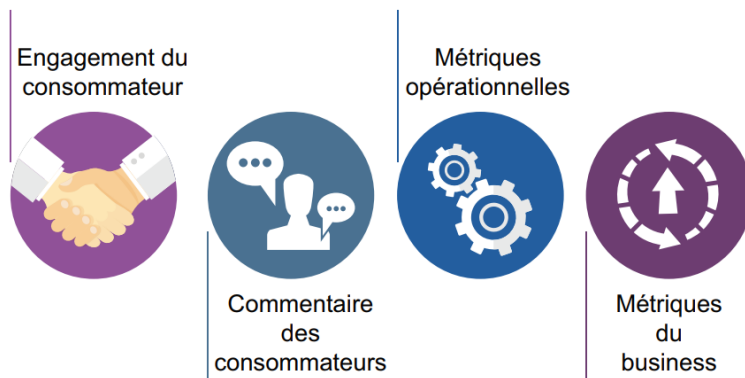 Engagement du
consommateur
Commentaire
des
consommateurs
Métriques
opérationnelles
Métriques
du
business